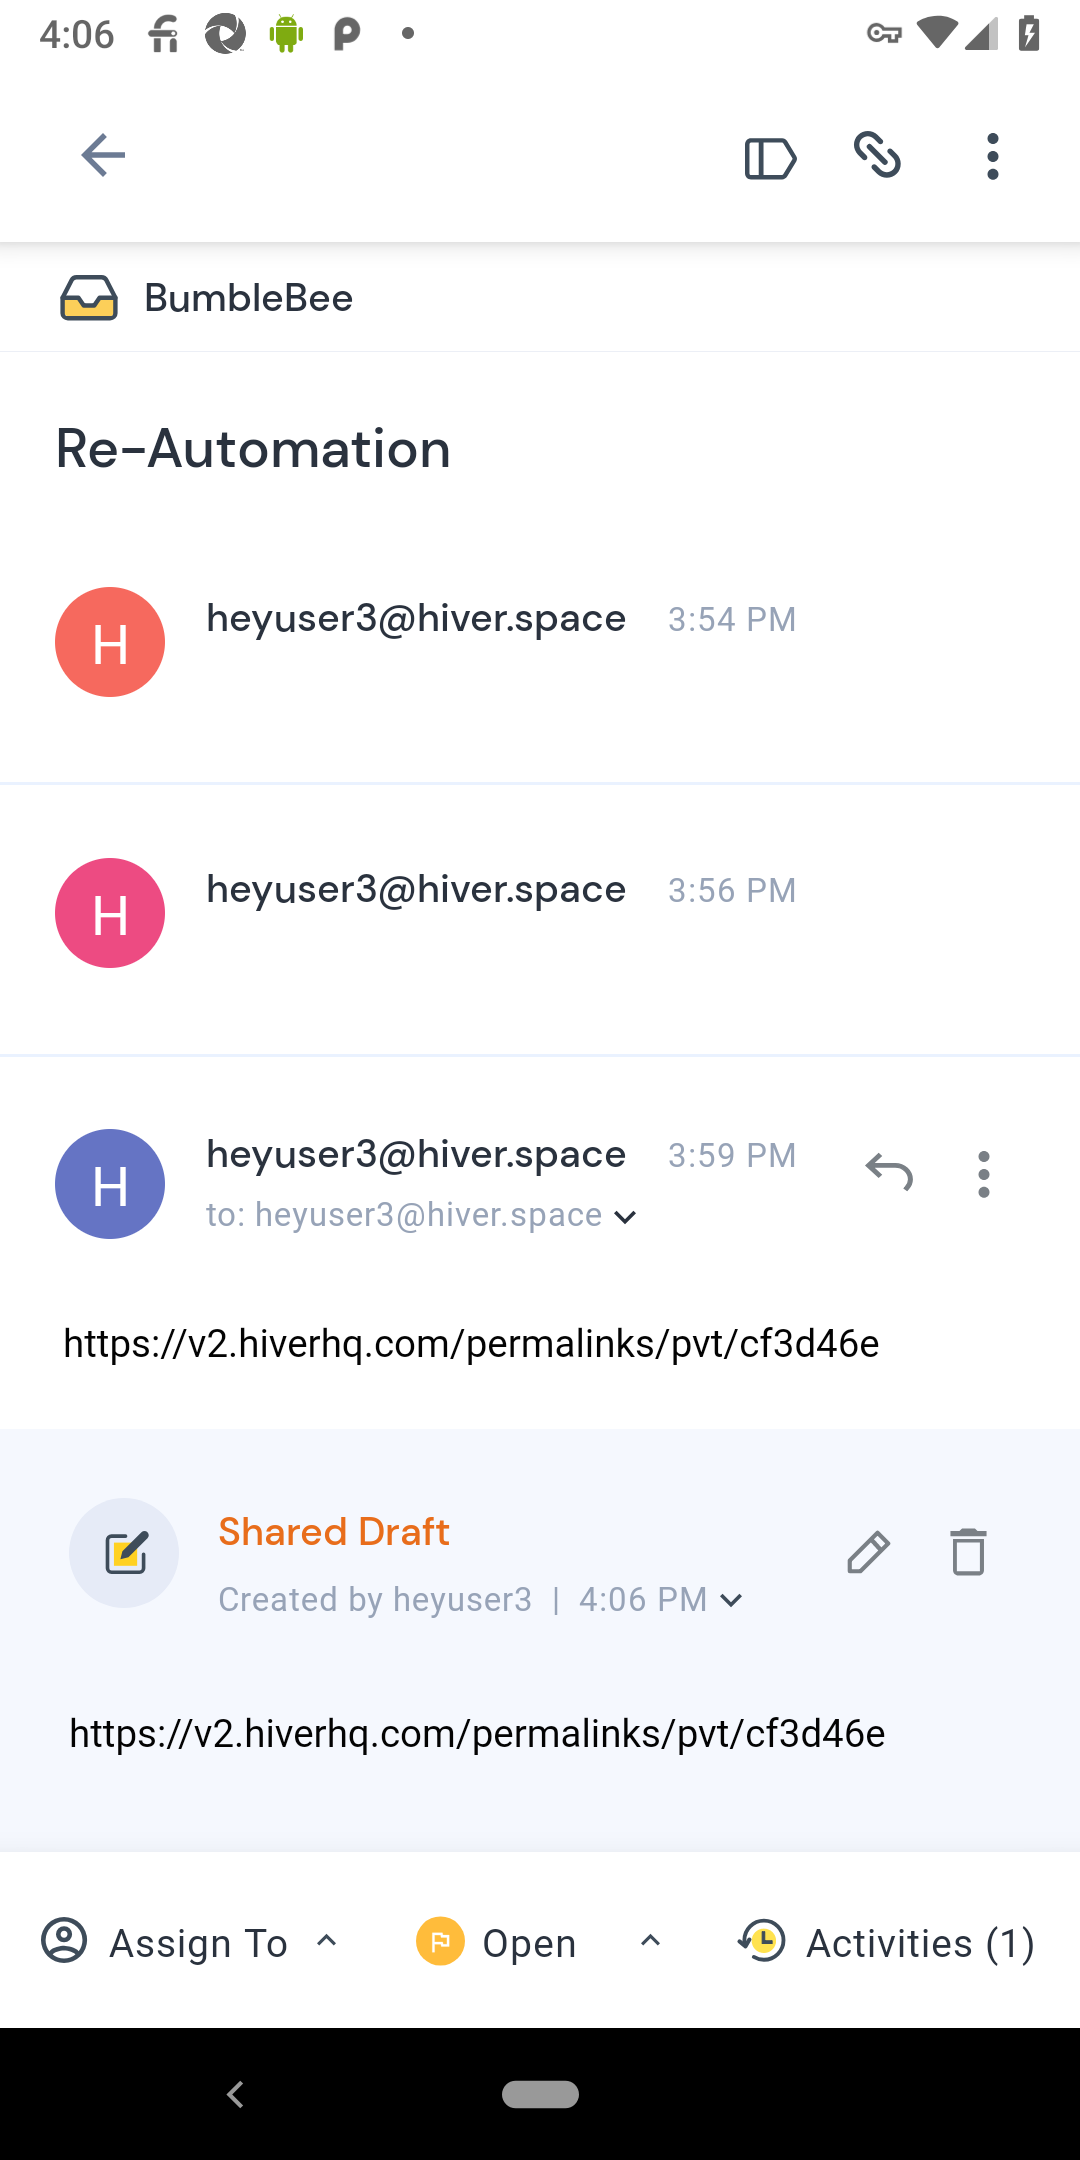 4:06
BumbleBee
Re-Automation
H
heyuser3@hiver.space 3:54 PM
H
heyuser3@hiver.space 3:56 PM
H
heyuser3@hiver.space 3:59 PM
to: heyuser3@hiver.space
https://v2.hiverhq.com/permalinks/pvt/cf3d46e
Shared Draft
Created by heyuser3 | 4:06 PM
https://v2.hiverhq.com/permalinks/pvt/cf3d46e
Assign To Open Activities (1)